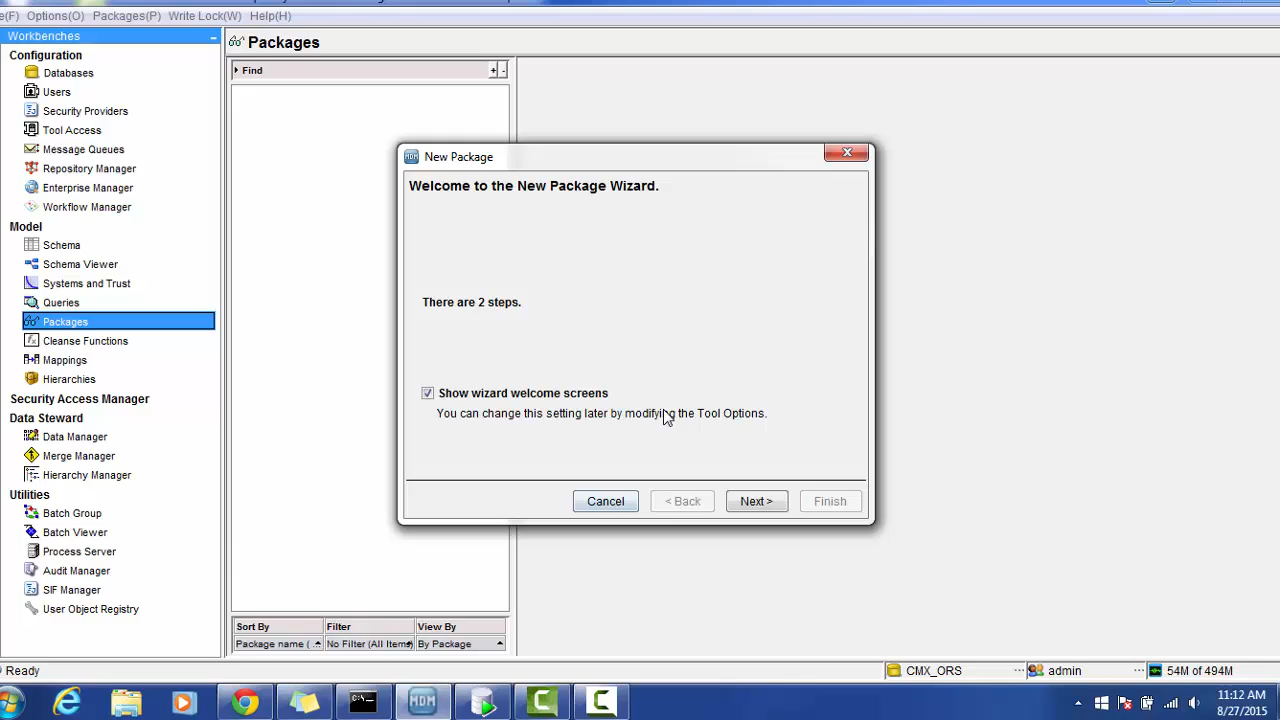 e(F) Options(O) Packages(P) Write Lock(W) Help(H)
Workbenches
Configuration
Databases
Users
Security Providers
Tool Access
Message Queues
Repository Manager
Enterprise Manager
Workflow Manager
Model
Schema
Schema Viewer
Systems and Trust
Queries
Packages
Cleanse Functions
Mappings
Hierarchies
Security Access Manager
Data Steward
Data Manager
Merge Manager
Hierarchy Manager
Utilities
Batch Group
Batch Viewer
Process Server
Audit Manager
SIF Manager
User Object Registry
Packages
Find
+ -
MDM New Package
Welcome to the New Package Wizard.
There are 2 steps.
Show wizard welcome screens
You can change this setting later by modifying the Tool Options.
Cancel < Back Next > Finish
Sort By Filter View By
Package name ( ... No Filter (All Items) By Package
Ready CMX_ORS ... admin ... 54M of 494M
MDM
11:12 AM
8/27/2015